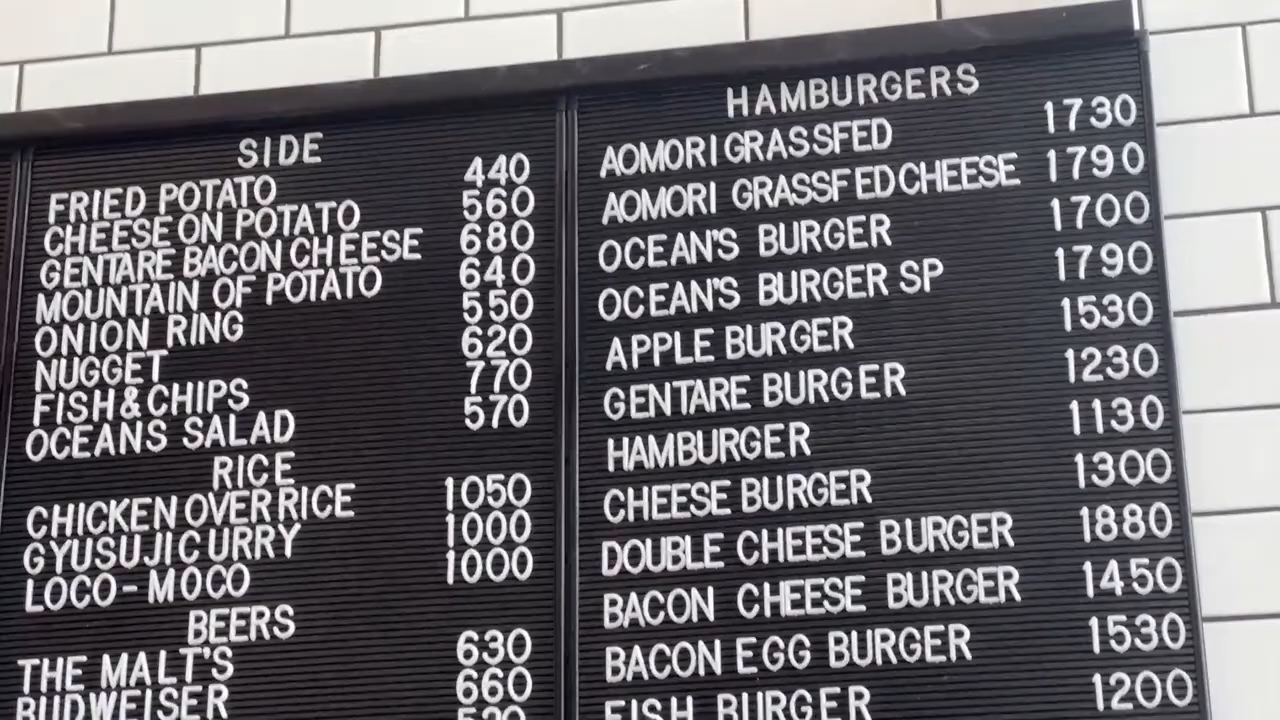 SIDE
FRIED POTATO 440
CHEESE ON POTATO 560
GENTARE BACON CHEESE 680
MOUNTAIN OF POTATO 640
ONION RING 550
NUGGET 620
FISH & CHIPS 770
OCEANS SALAD 570
RICE
CHICKEN OVER RICE 1050
GYUSUJI CURRY 1000
LOCO-MOCO 1000
BEERS
THE MALT'S 630
BUDWEISER 660
HAMBURGERS
AOMORI GRASSFED 1730
AOMORI GRASSFED CHEESE 1790
OCEAN'S BURGER 1700
OCEAN'S BURGER SP 1790
APPLE BURGER 1530
GENTARE BURGER 1230
HAMBURGER 1130
CHEESE BURGER 1300
DOUBLE CHEESE BURGER 1880
BACON CHEESE BURGER 1450
BACON EGG BURGER 1530
FISH BURGER 1200